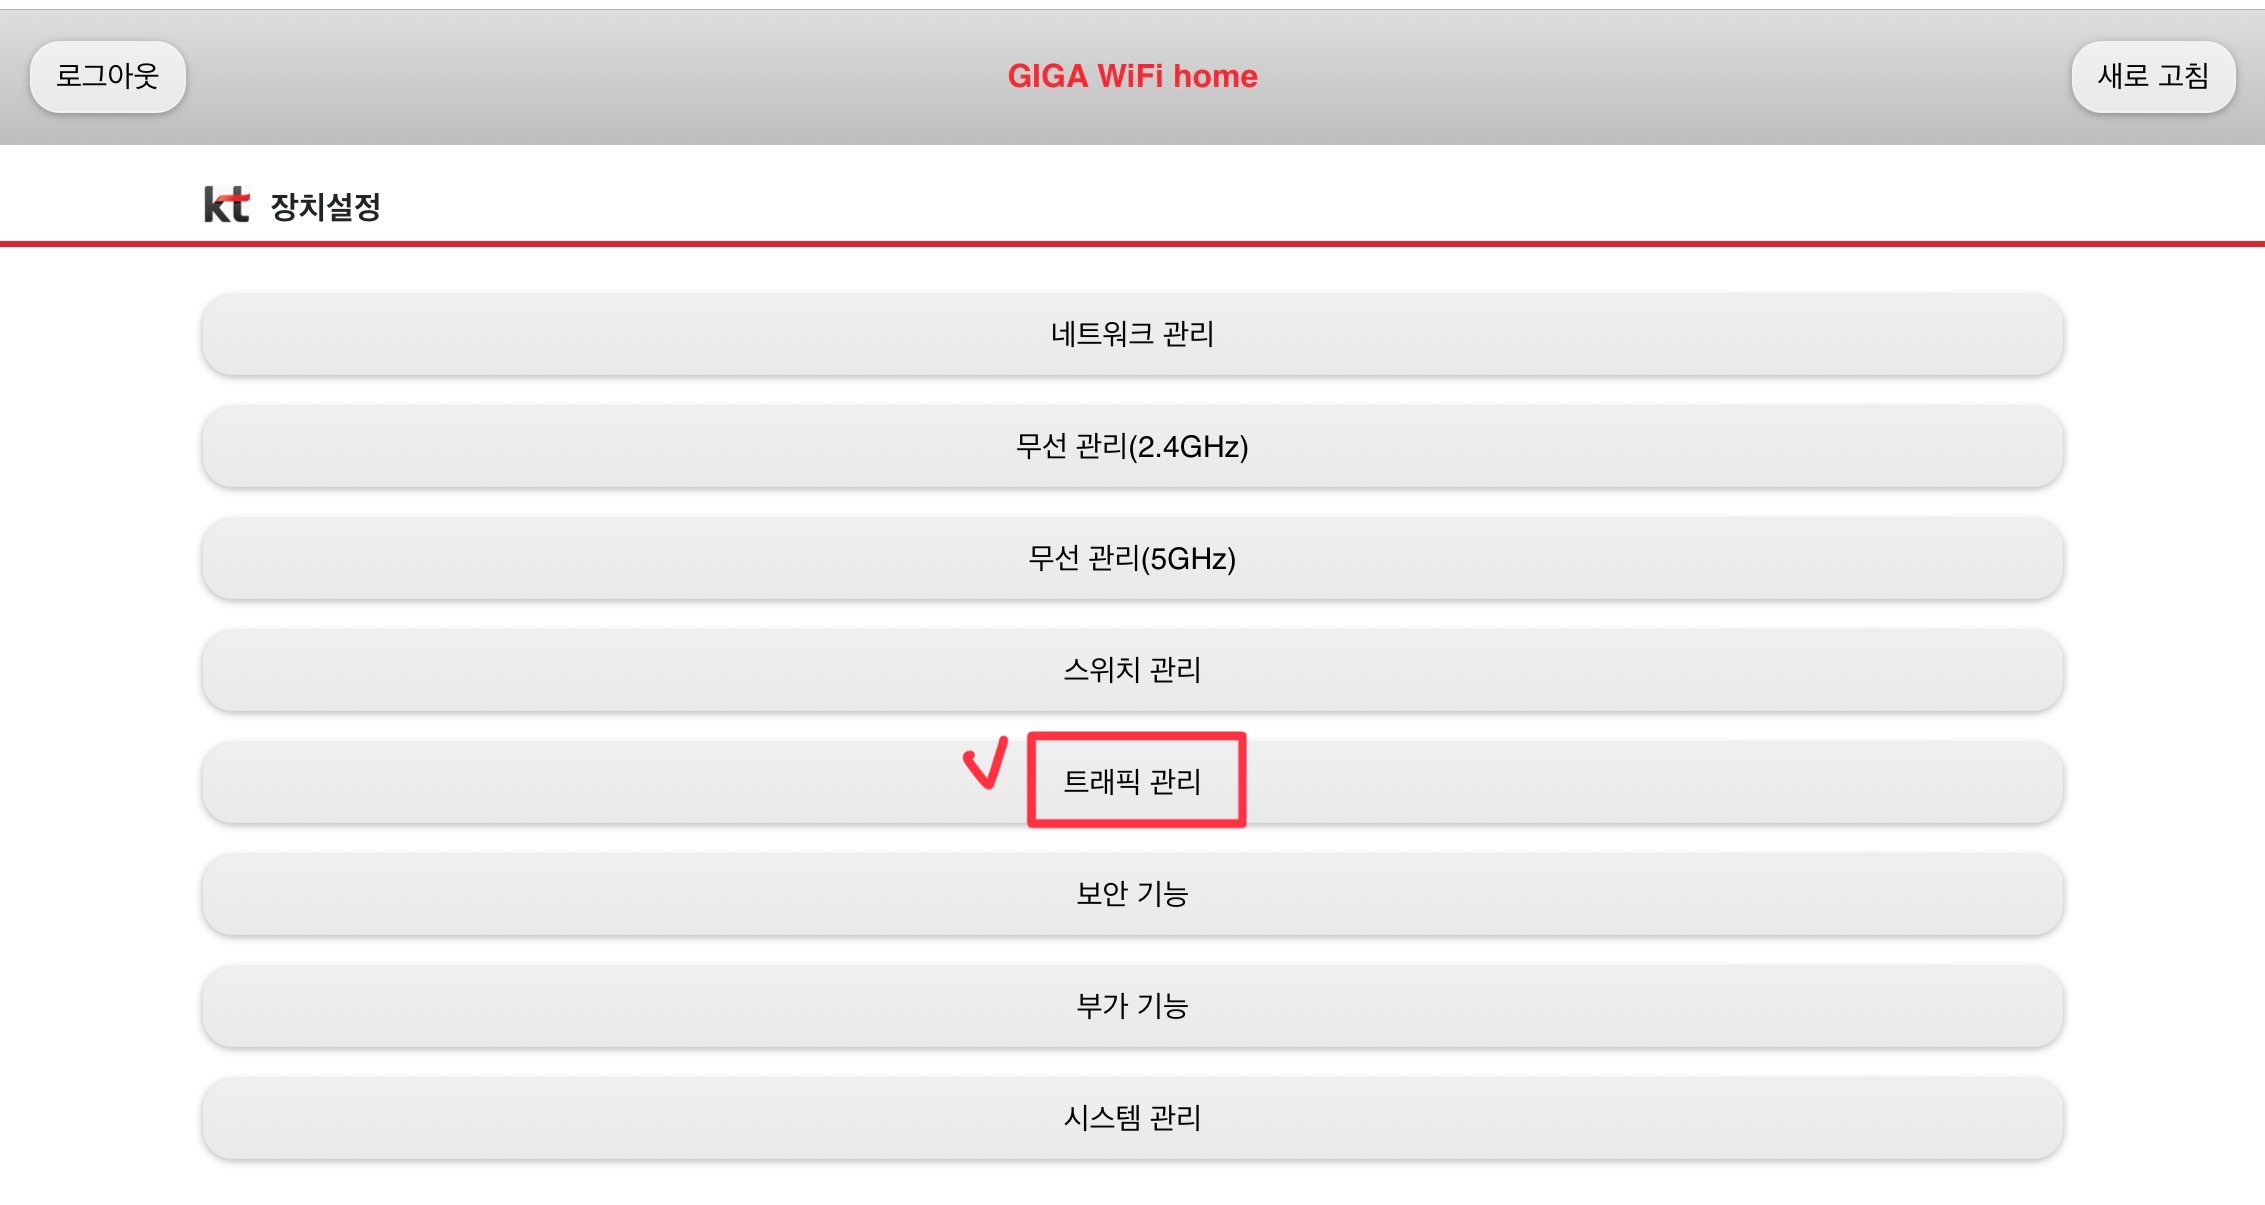 로그아웃
GIGA WiFi home
새로 고침
kt 장치설정
네트워크 관리
무선 관리(2.4GHz)
무선 관리(5GHz)
스위치 관리
트래픽 관리
보안 기능
부가 기능
시스템 관리